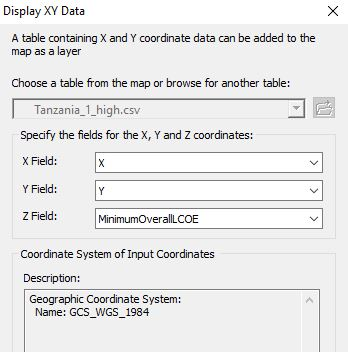 Display XY Data
A table containing X and Y coordinate data can be added to the
map as a layer
Choose a table from the map or browse for another table:
Tanzania_1_high.csv
Specify the fields for the X, Y and Z coordinates:
X Field:
X
Y Field:
Y
Z Field:
MinimumOverallLCOE
Coordinate System of Input Coordinates
Description:
Geographic Coordinate System:
Name: GCS_WGS_1984